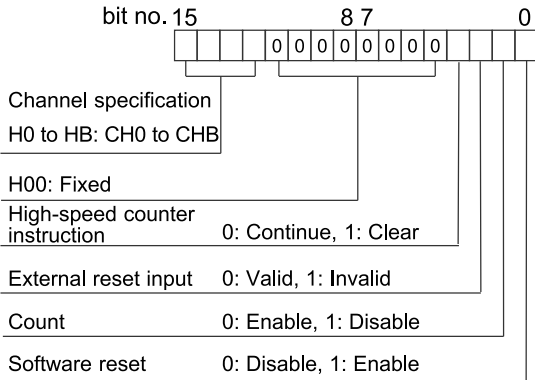 bit no. 15 8 7 0
0 0 0 0 0 0 0 0
Channel specification
H0 to HB: CH0 to CHB
H00: Fixed
High-speed counter
instruction 0: Continue, 1: Clear
External reset input 0: Valid, 1: Invalid
Count 0: Enable, 1: Disable
Software reset 0: Disable, 1: Enable